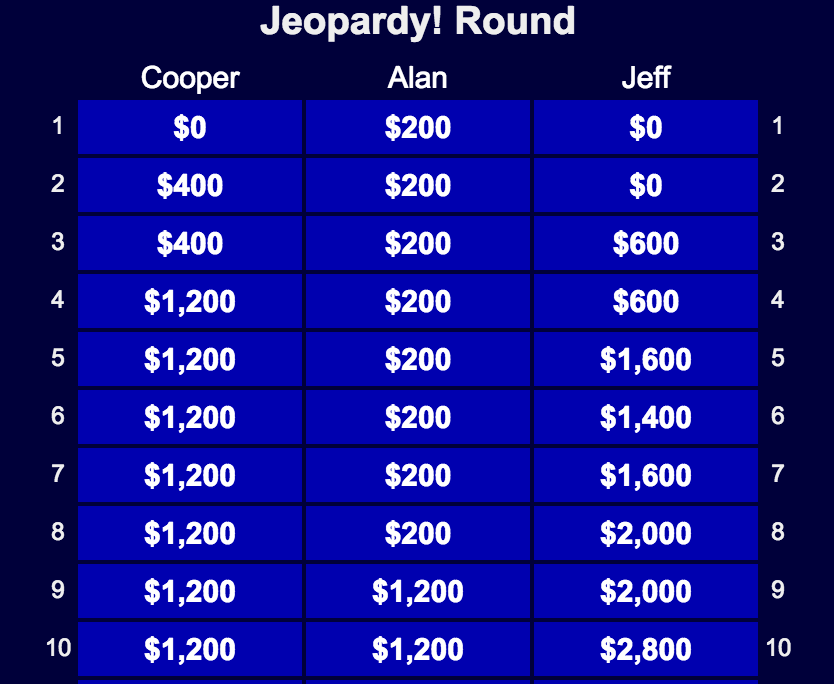 Jeopardy! Round
Cooper Alan Jeff
1 $0 $200 $0 1
2 $400 $200 $0 2
3 $400 $200 $600 3
4 $1,200 $200 $600 4
5 $1,200 $200 $1,600 5
6 $1,200 $200 $1,400 6
7 $1,200 $200 $1,600 7
8 $1,200 $200 $2,000 8
9 $1,200 $1,200 $2,000 9
10 $1,200 $1,200 $2,800 10